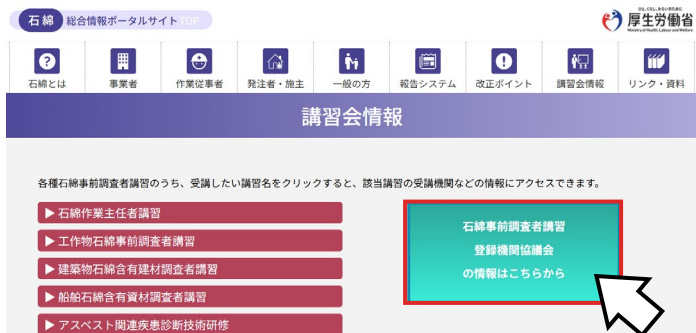 石綿 総合情報ポータルサイトTOP
ひと、くらし、みらいのために
厚生労働省
Ministry of Health, Labour and Welfare
石綿とは 事業者 作業従事者 発注者・施主 一般の方 報告システム 改正ポイント 講習会情報 リンク・資料
講習会情報
各種石綿事前調査者講習のうち、受講したい講習名をクリックすると、該当講習の受講機関などの情報にアクセスできます。
▶ 石綿作業主任者講習
▶ 工作物石綿事前調査者講習
▶ 建築物石綿含有建材調査者講習
▶ 船舶石綿含有資材調査者講習
▶ アスベスト関連疾患診断技術研修
石綿事前調査者講習
登録機関協議会
の情報はこちらから